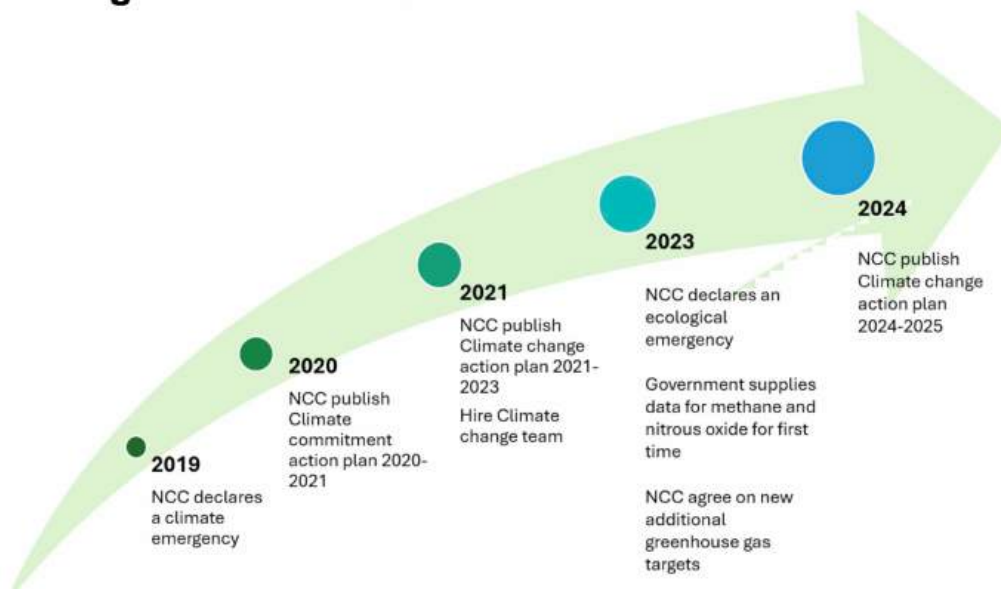 2019
NCC declares
a climate
emergency
2020
NCC publish
Climate
commitment
action plan 2020-
2021
2021
NCC publish
Climate change
action plan 2021-
2023
Hire Climate
change team
2023
NCC declares an
ecological
emergency
Government supplies
data for methane and
nitrous oxide for first
time
NCC agree on new
additional
greenhouse gas
targets
2024
NCC publish
Climate change
action plan
2024-2025